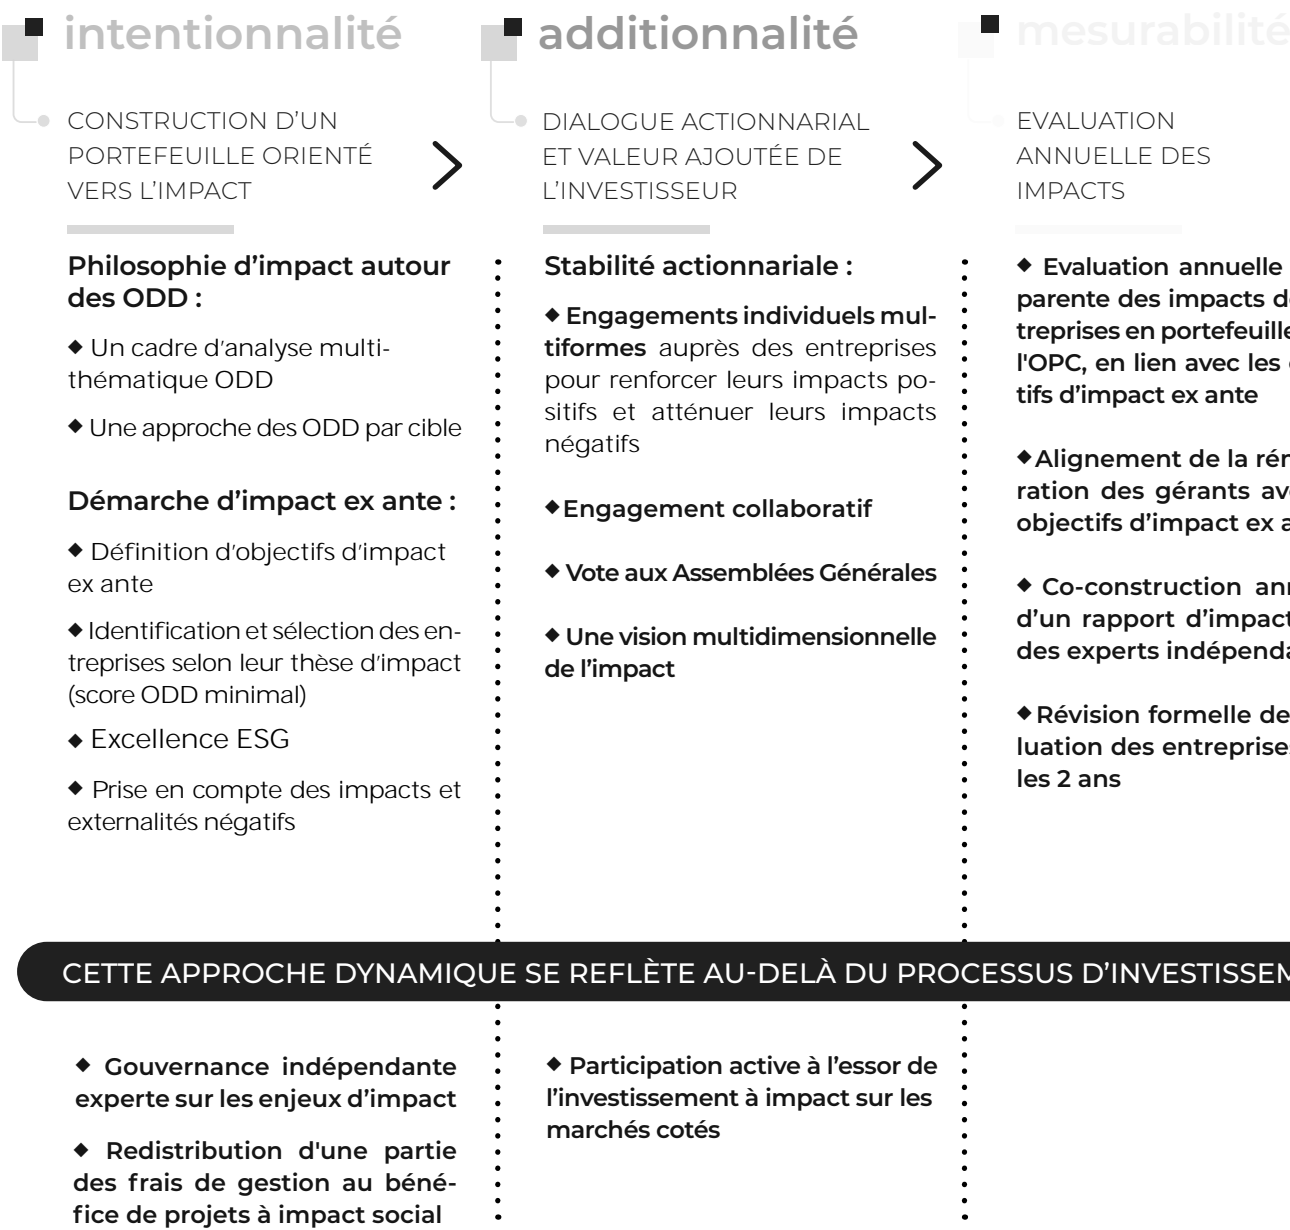 intentionnalité
CONSTRUCTION D’UN
PORTEFEUILLE ORIENTÉ
VERS L’IMPACT
Philosophie d’impact autour
des ODD :
◆ Un cadre d’analyse multi-
thématique ODD
◆ Une approche des ODD par cible
Démarche d’impact ex ante :
◆ Définition d’objectifs d’impact
ex ante
◆ Identification et sélection des en-
treprises selon leur thèse d’impact
(score ODD minimal)
◆ Excellence ESG
◆ Prise en compte des impacts et
externalités négatifs
additionnalité
DIALOGUE ACTIONNARIAL
ET VALEUR AJOUTÉE DE
L’INVESTISSEUR
Stabilité actionnariale :
◆ Engagements individuels mul-
tiformes auprès des entreprises
pour renforcer leurs impacts po-
sitifs et atténuer leurs impacts
négatifs
◆ Engagement collaboratif
◆ Vote aux Assemblées Générales
◆ Une vision multidimensionnelle
de l’impact
mesurabilité
EVALUATION
ANNUELLE DES
IMPACTS
◆ Evaluation annuelle
parente des impacts
treprises en portefeuille
l'OPC, en lien avec les
tifs d’impact ex ante
◆ Alignement de la
ration des gérants
objectifs d’impact ex
◆ Co-construction
d’un rapport d’impact
des experts
◆ Révision formelle
luation des entreprises
les 2 ans
CETTE APPROCHE DYNAMIQUE SE REFLÈTE AU-DELÀ DU PROCESSUS
◆ Gouvernance indépendante
experte sur les enjeux d’impact
◆ Redistribution d'une partie
des frais de gestion au béné-
fice de projets à impact social
◆ Participation active à l’essor de
l’investissement à impact sur les
marchés cotés